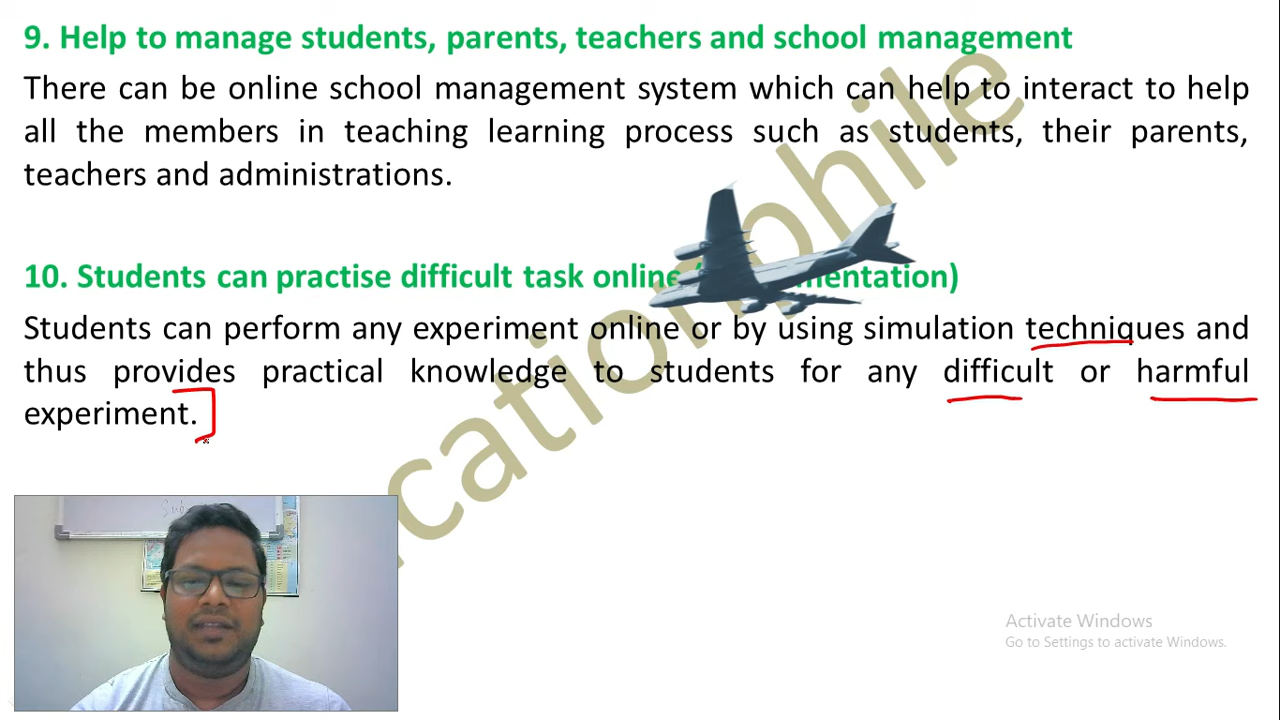 9. Help to manage students, parents, teachers and school management
There can be online school management system which can help to interact to help
all the members in teaching learning process such as students, their parents,
teachers and administrations.
10. Students can practise difficult task online
Students can perform any experiment online or by using simulation techniques and
thus provides practical knowledge to students for any difficult or harmful
experiment.
Activate Windows
Go to Settings to activate Windows.